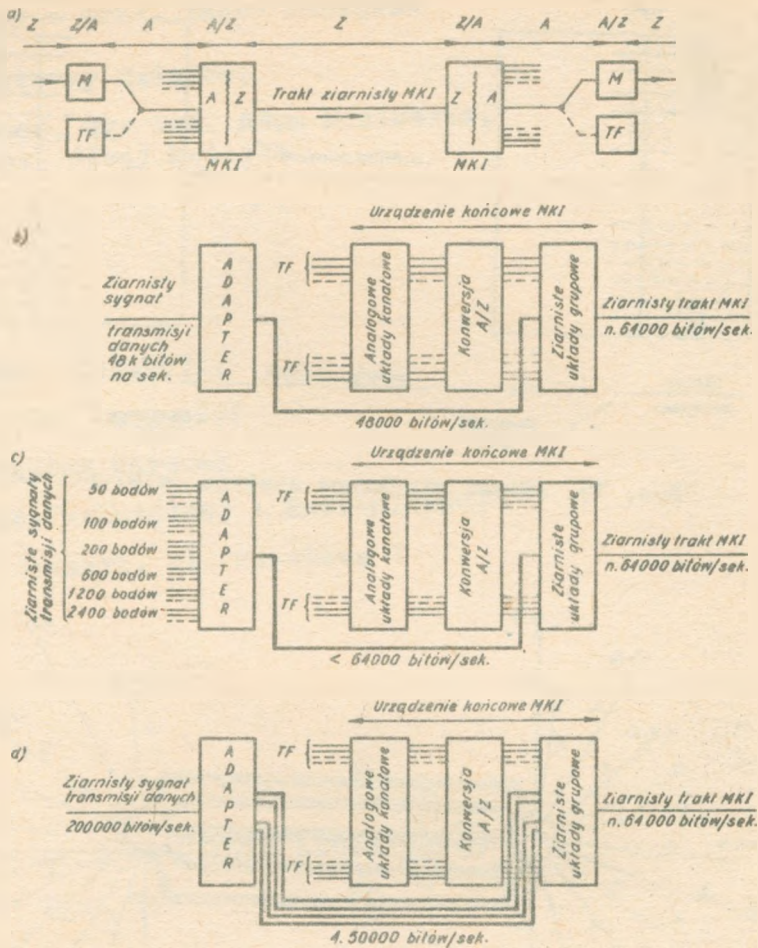 a) Z Z/A A A/Z Z Z/A A A/Z Z
M A Z Trakt ziarnisty MKI Z A M
TF MKI MKI TF
b)
Urządzenie końcowe MKI
Ziarnisty
sygnał
transmisji
danych
48 k bitów
na sek.
ADAPTER
TF
TF
Analogowe
układy kanałowe
Konwersja
A/Z
Ziarniste
układy grupowe
Ziarnisty trakt MKI
n. 64000 bitów/sek.
48000 bitów/sek.
c)
Urządzenie końcowe MKI
Ziarniste sygnały
transmisji danych
50 bodów
100 bodów
200 bodów
600 bodów
1200 bodów
2400 bodów
ADAPTER
TF
TF
Analogowe
układy kanałowe
Konwersja
A/Z
Ziarniste
układy grupowe
Ziarnisty trakt MKI
n. 64000 bitów/sek.
< 64000 bitów/sek.
d)
Urządzenie końcowe MKI
Ziarnisty sygnał
transmisji danych
200000 bitów/sek.
ADAPTER
TF
TF
Analogowe
układy kanałowe
Konwersja
A/Z
Ziarniste
układy grupowe
Ziarnisty trakt MKI
n. 64000 bitów/sek.
4. 50000 bitów/sek.